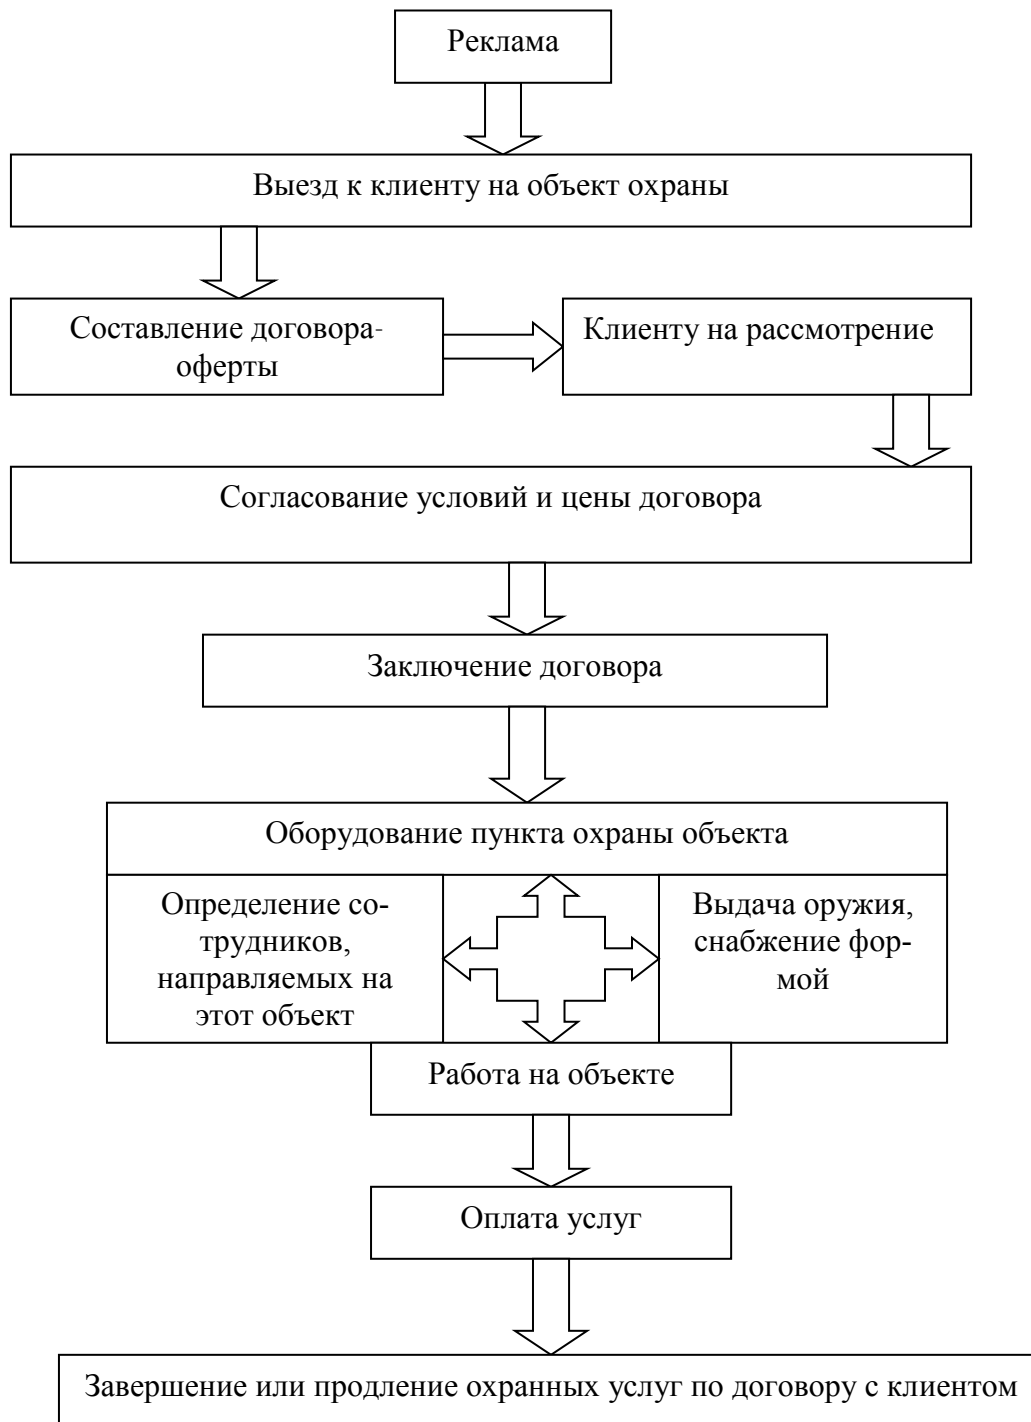 Реклама
Выезд к клиенту на объект охраны
Составление договора-
оферты
Клиенту на рассмотрение
Согласование условий и цены договора
Заключение договора
Оборудование пункта охраны объекта
Определение со-
трудников,
направляемых на
этот объект
Выдача оружия,
снабжение фор-
мой
Работа на объекте
Оплата услуг
Завершение или продление охранных услуг по договору с клиентом